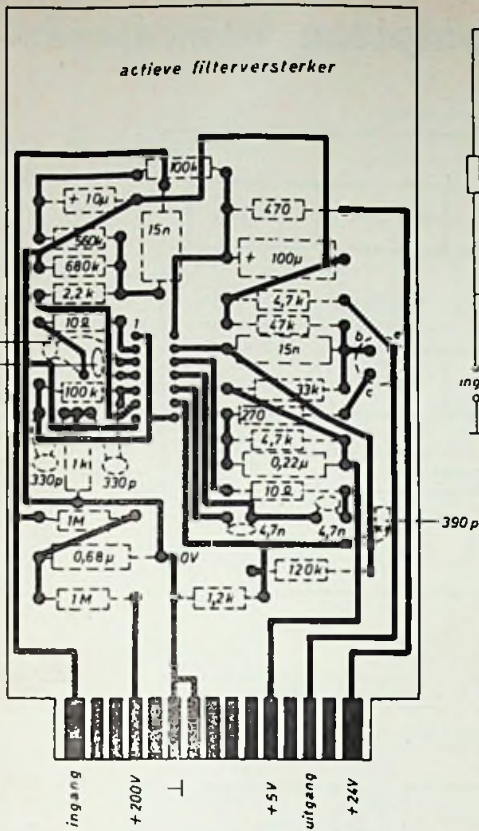 actieve filterversterker
100k
+ 10µ
470
15n
560k
+ 100µ
680k
2,2k
4,7k
47k
10Ω
1
15n
b
e
33k
c
100k
270
4,7k
1k
0,22µ
330p
330p
10Ω
1M
4,7n
4,7n
390p
0,68µ
0V
120k
1M
1,2k
ingang
+200V
⊥
+5V
uitgang
+24V
ing